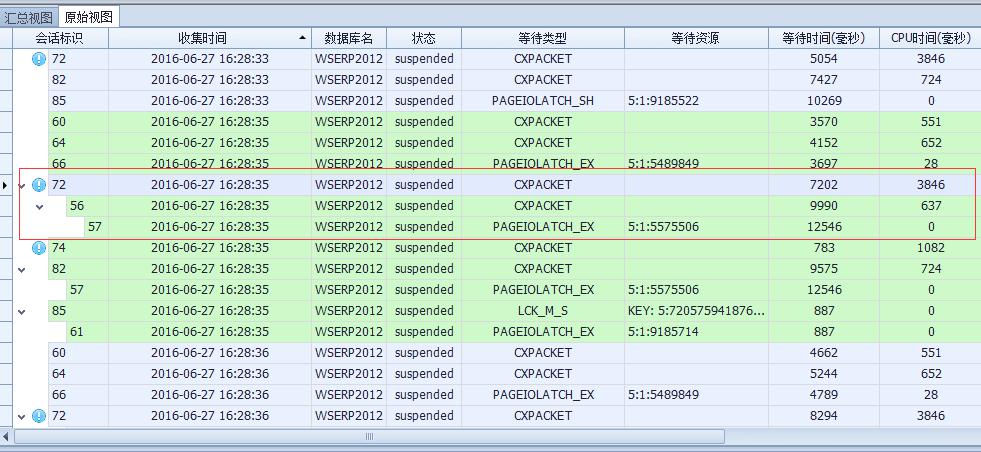 汇总视图 原始视图
会话标识 收集时间 数据库名 状态 等待类型 等待资源 等待时间(毫秒) CPU时间(毫秒)
72 2016-06-27 16:28:33 WSERP2012 suspended CXPACKET 5054 3846
82 2016-06-27 16:28:33 WSERP2012 suspended CXPACKET 7427 724
85 2016-06-27 16:28:33 WSERP2012 suspended PAGEIOLATCH_SH 5:1:9185522 10269 0
60 2016-06-27 16:28:35 WSERP2012 suspended CXPACKET 3570 551
64 2016-06-27 16:28:35 WSERP2012 suspended CXPACKET 4152 652
66 2016-06-27 16:28:35 WSERP2012 suspended PAGEIOLATCH_EX 5:1:5489849 3697 28
72 2016-06-27 16:28:35 WSERP2012 suspended CXPACKET 7202 3846
56 2016-06-27 16:28:35 WSERP2012 suspended CXPACKET 9990 637
57 2016-06-27 16:28:35 WSERP2012 suspended PAGEIOLATCH_EX 5:1:5575506 12546 0
74 2016-06-27 16:28:35 WSERP2012 suspended CXPACKET 783 1082
82 2016-06-27 16:28:35 WSERP2012 suspended CXPACKET 9575 724
57 2016-06-27 16:28:35 WSERP2012 suspended PAGEIOLATCH_EX 5:1:5575506 12546 0
85 2016-06-27 16:28:35 WSERP2012 suspended LCK_M_S KEY: 5:720575941876... 887 0
61 2016-06-27 16:28:35 WSERP2012 suspended PAGEIOLATCH_EX 5:1:9185714 887 0
60 2016-06-27 16:28:36 WSERP2012 suspended CXPACKET 4662 551
64 2016-06-27 16:28:36 WSERP2012 suspended CXPACKET 5244 652
66 2016-06-27 16:28:36 WSERP2012 suspended PAGEIOLATCH_EX 5:1:5489849 4789 28
72 2016-06-27 16:28:36 WSERP2012 suspended CXPACKET 8294 3846